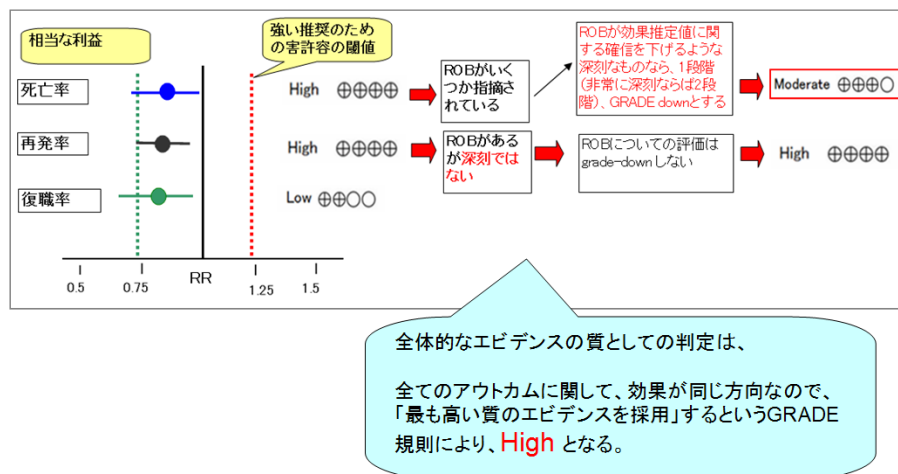 相当な利益
強い推奨のため
の害許容の閾値
死亡率
High ⊕⊕⊕⊕
ROBがいく
つか指摘さ
れている
ROBが効果推定値に関
する確信を下げるような
深刻なものなら、1段階
(非常に深刻ならば2段
階)、GRADE downとする
Moderate ⊕⊕⊕○
再発率
High ⊕⊕⊕⊕
ROBがある
が深刻では
ない
ROBについての評価は
grade-downしない
High ⊕⊕⊕⊕
復職率
Low ⊕⊕○○
0.5
0.75
RR
1.25
1.5
全体的なエビデンスの質としての判定は、
全てのアウトカムに関して、効果が同じ方向なので、
「最も高い質のエビデンスを採用」するというGRADE
規則により、High となる。